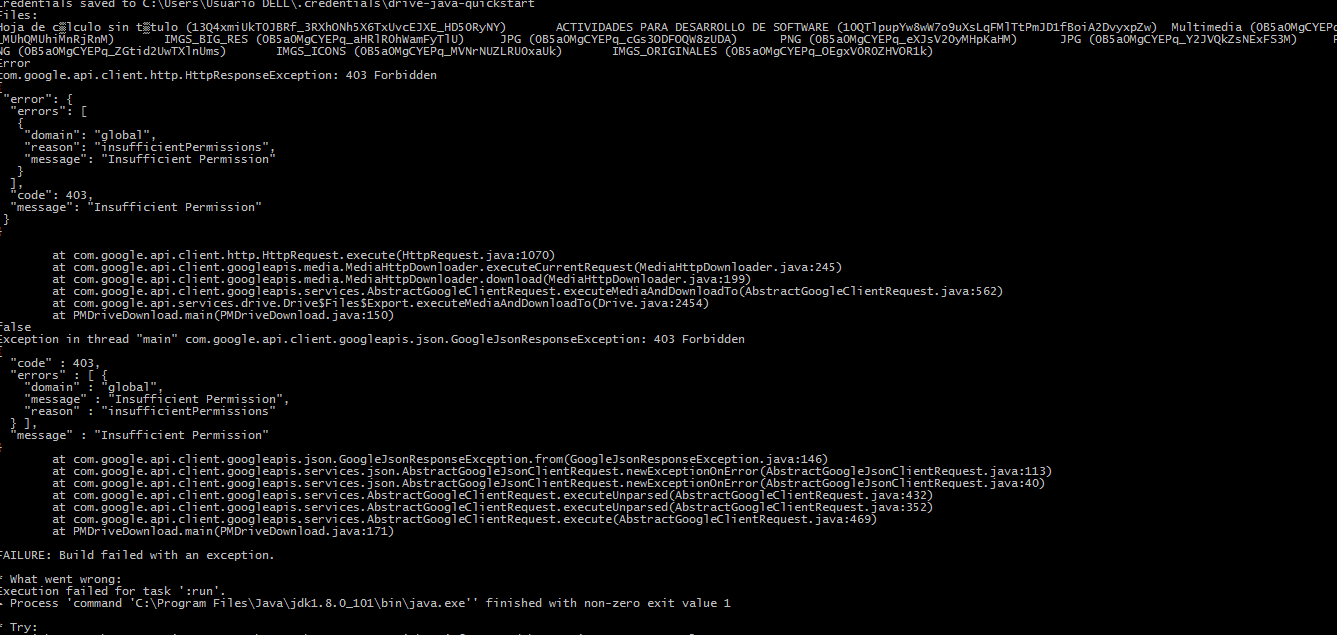 Credentials saved to C:\Users\Usuario DELL\.credentials\drive-java-quickstart
Files:
Hoja de c lculo sin t tulo (13Q4xmiUkTOJBRf_3RXhONh5X6TxUvcEJXE_HD5ORyNY) ACTIVIDADES PARA DESARROLLO DE SOFTWARE (1OQTlpupYw8wW7o9uXsLqFMlTtPmJD1fBoiA2DvyxpZw) Multimedia (OB5aOMgCYEPq
_MUhQMUhiMnRjRnM) IMGS_BIG_RES (OB5aOMgCYEPq_aHRlROhWamFyTlU) JPG (OB5aOMgCYEPq_cGs3ODFOQW8zUDA) PNG (OB5aOMgCYEPq_eXJsV2OyMHpKaHM) JPG (OB5aOMgCYEPq_Y2JVQkZsNExFS3M) P
NG (OB5aOMgCYEPq_ZGtid2UwTXlnUms) IMGS_ICONS (OB5aOMgCYEPq_MVNrNUZLRUOxaUk) IMGS_ORIGINALES (OB5aOMgCYEPq_OEgxVOROZHVOR1k)
Error
com.google.api.client.http.HttpResponseException: 403 Forbidden
{
"error": {
"errors": [
{
"domain": "global",
"reason": "insufficientPermissions",
"message": "Insufficient Permission"
}
],
"code": 403,
"message": "Insufficient Permission"
}
}
at com.google.api.client.http.HttpRequest.execute(HttpRequest.java:1070)
at com.google.api.client.googleapis.media.MediaHttpDownloader.executeCurrentRequest(MediaHttpDownloader.java:245)
at com.google.api.client.googleapis.media.MediaHttpDownloader.download(MediaHttpDownloader.java:199)
at com.google.api.client.googleapis.services.AbstractGoogleClientRequest.executeMediaAndDownloadTo(AbstractGoogleClientRequest.java:562)
at com.google.api.services.drive.Drive$Files$Export.executeMediaAndDownloadTo(Drive.java:2454)
at PMDriveDownload.main(PMDriveDownload.java:150)
false
Exception in thread "main" com.google.api.client.googleapis.json.GoogleJsonResponseException: 403 Forbidden
{
"code" : 403,
"errors" : [ {
"domain" : "global",
"message" : "Insufficient Permission",
"reason" : "insufficientPermissions"
} ],
"message" : "Insufficient Permission"
}
at com.google.api.client.googleapis.json.GoogleJsonResponseException.from(GoogleJsonResponseException.java:146)
at com.google.api.client.googleapis.services.json.AbstractGoogleJsonClientRequest.newExceptionOnError(AbstractGoogleJsonClientRequest.java:113)
at com.google.api.client.googleapis.services.json.AbstractGoogleJsonClientRequest.newExceptionOnError(AbstractGoogleJsonClientRequest.java:40)
at com.google.api.client.googleapis.services.AbstractGoogleClientRequest.executeUnparsed(AbstractGoogleClientRequest.java:432)
at com.google.api.client.googleapis.services.AbstractGoogleClientRequest.executeUnparsed(AbstractGoogleClientRequest.java:352)
at com.google.api.client.googleapis.services.AbstractGoogleClientRequest.execute(AbstractGoogleClientRequest.java:469)
at PMDriveDownload.main(PMDriveDownload.java:171)
FAILURE: Build failed with an exception.
* What went wrong:
Execution failed for task ':run'.
> Process 'command 'C:\Program Files\Java\jdk1.8.0_101\bin\java.exe'' finished with non-zero exit value 1
* Try: